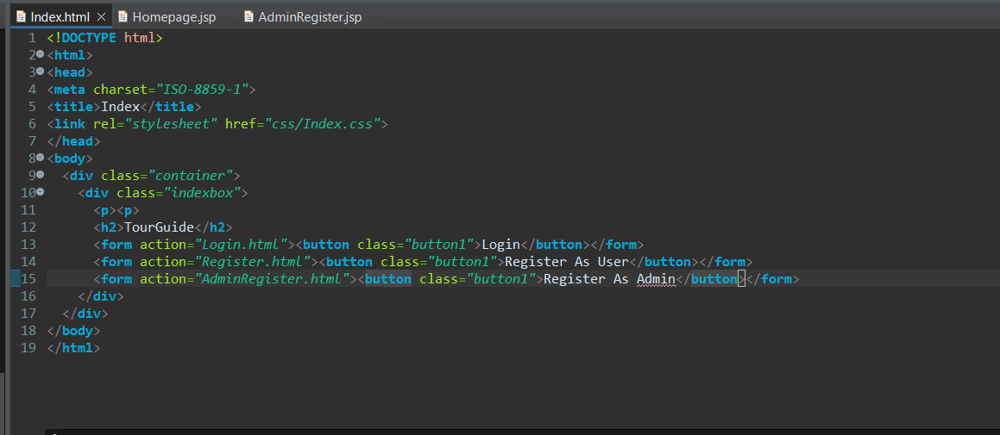 Index.html Homepage.jsp AdminRegister.jsp
1 <!DOCTYPE html>
2 <html>
3 <head>
4 <meta charset="ISO-8859-1">
5 <title>Index</title>
6 <link rel="stylesheet" href="css/Index.css">
7 </head>
8 <body>
9 <div class="container">
10 <div class="indexbox">
11 <p><p>
12 <h2>TourGuide</h2>
13 <form action="Login.html"><button class="button1">Login</button></form>
14 <form action="Register.html"><button class="button1">Register As User</button></form>
15 <form action="AdminRegister.html"><button class="button1">Register As Admin</button></form>
16 </div>
17 </div>
18 </body>
19 </html>